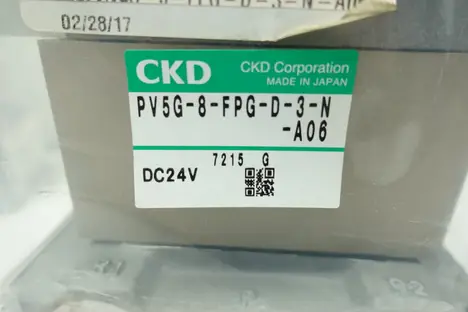 02/28/17
CKD
CKD Corporation
MADE IN JAPAN
PV5G-8-FPG-D-3-N
-A06
7215 G
DC24V